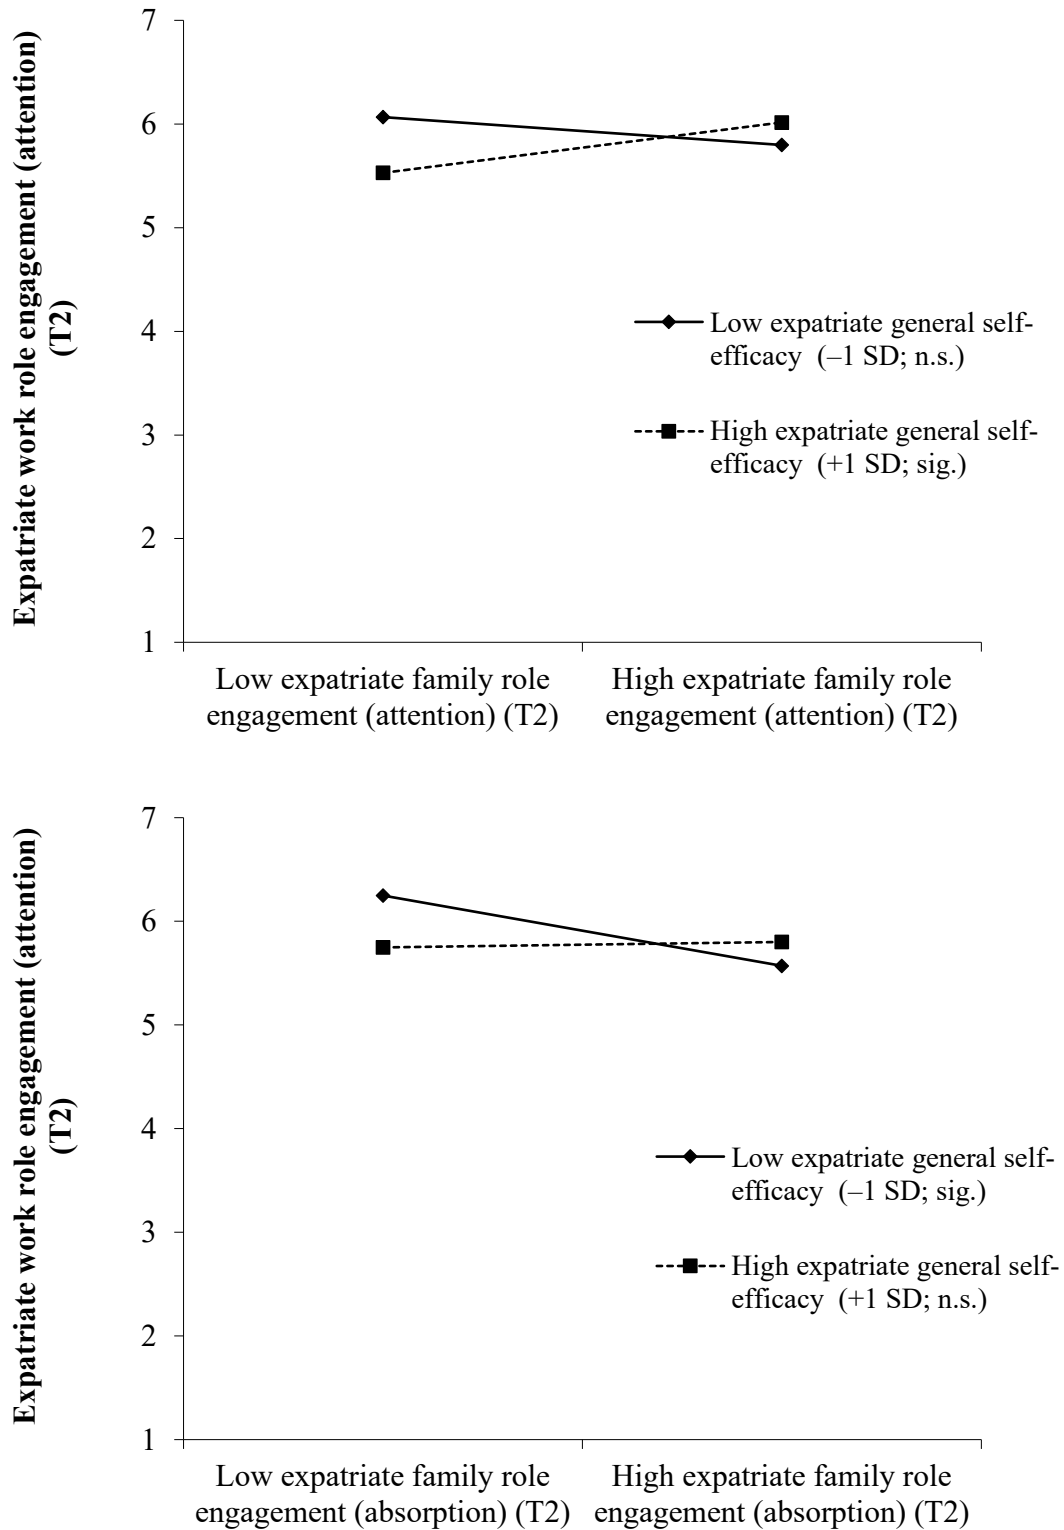 Expatriate work role engagement (attention)
(T2)
7
6
5
4
3
2
1
Low expatriate general self-
efficacy  (–1 SD; n.s.)
High expatriate general self-
efficacy  (+1 SD; sig.)
Low expatriate family role
engagement (attention) (T2)
High expatriate family role
engagement (attention) (T2)
Expatriate work role engagement (attention)
(T2)
7
6
5
4
3
2
1
Low expatriate general self-
efficacy  (–1 SD; sig.)
High expatriate general self-
efficacy  (+1 SD; n.s.)
Low expatriate family role
engagement (absorption) (T2)
High expatriate family role
engagement (absorption) (T2)